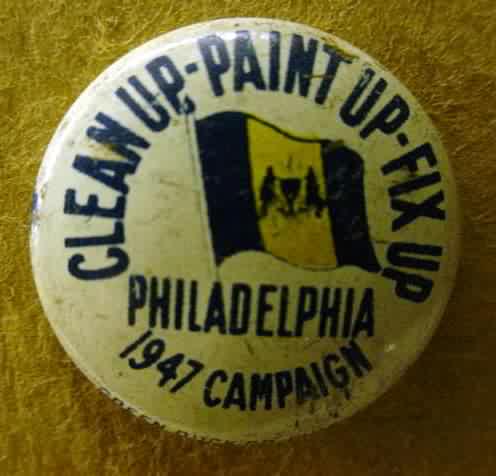 CLEAN UP-PAINT UP-FIX UP
PHILADELPHIA
1947 CAMPAIGN